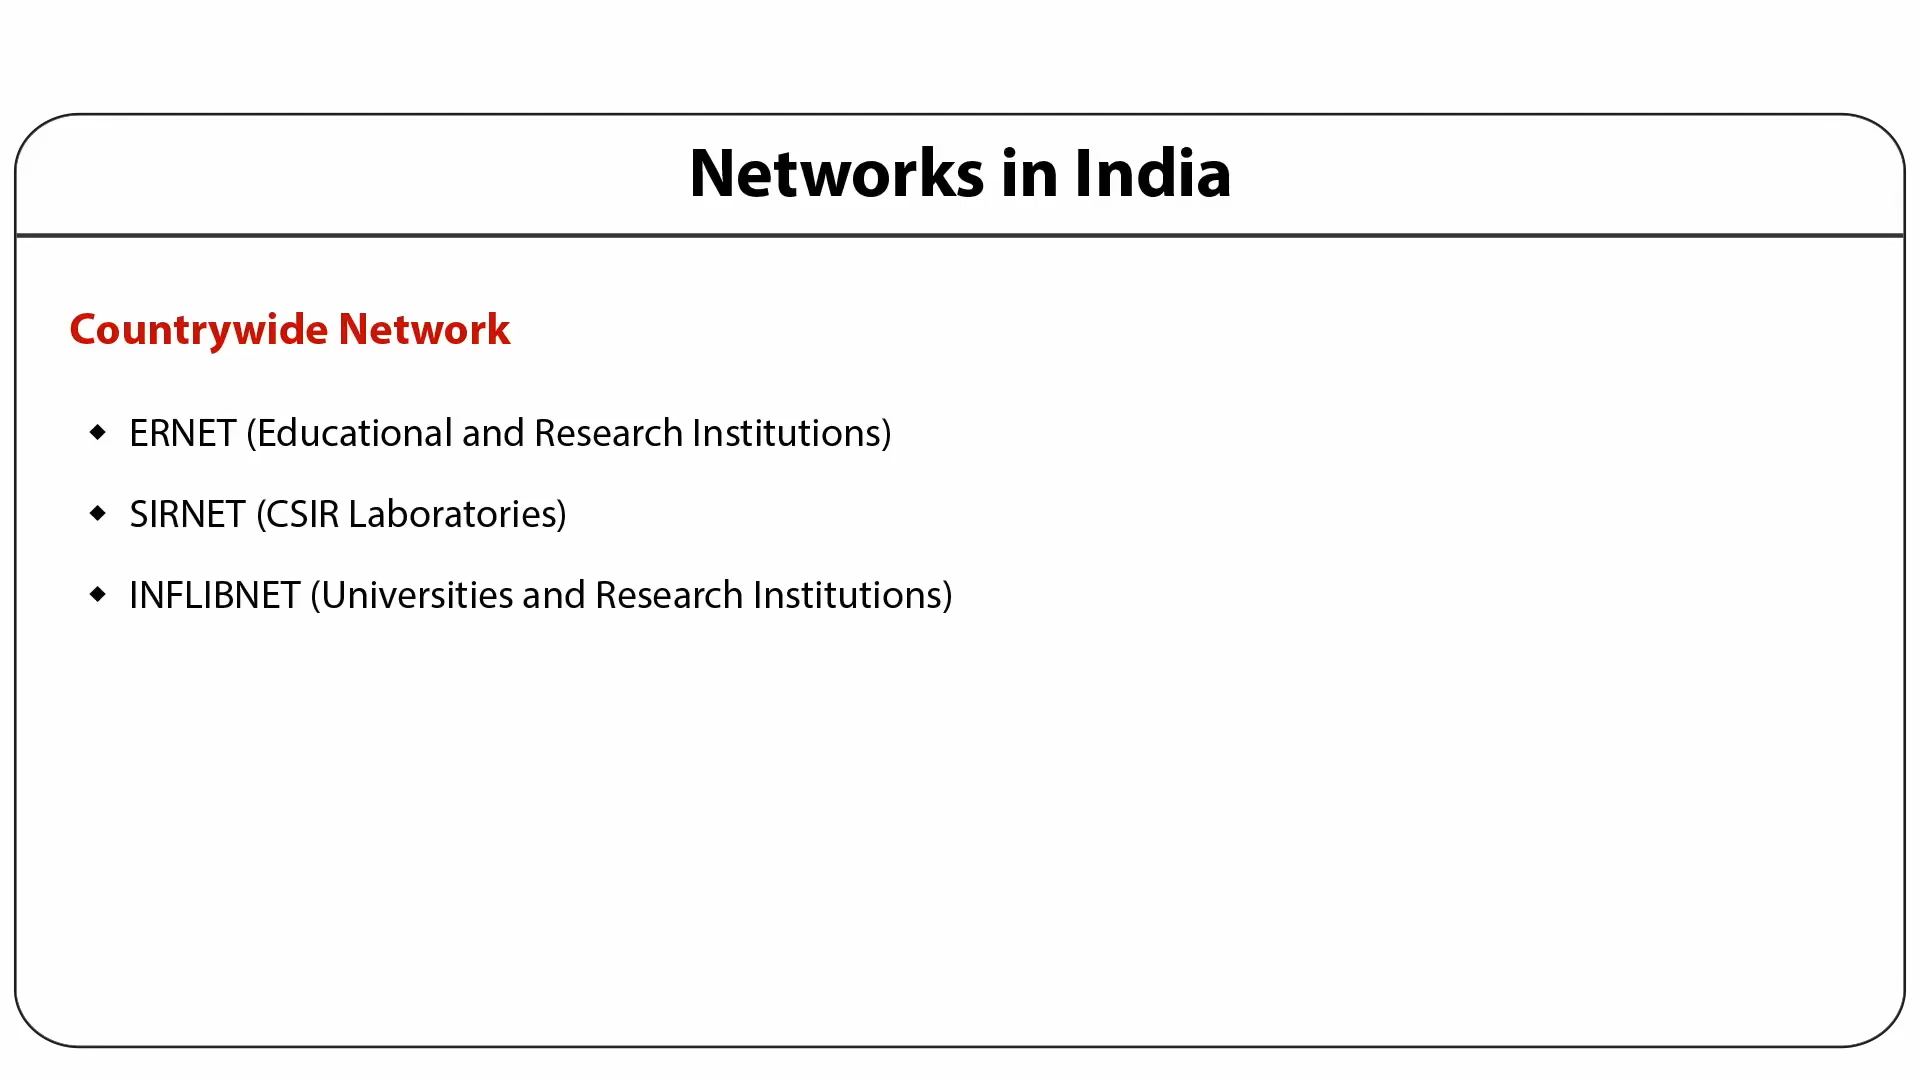 Networks in India
Countrywide Network
◆ ERNET (Educational and Research Institutions)
◆ SIRNET (CSIR Laboratories)
◆ INFLIBNET (Universities and Research Institutions)